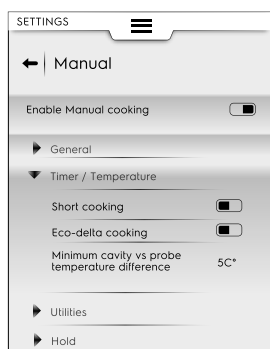 SETTINGS
Manual
Enable Manual cooking
General
Timer / Temperature
Short cooking
Eco-delta cooking
Minimum cavity vs probe
temperature difference
5C°
Utilities
Hold